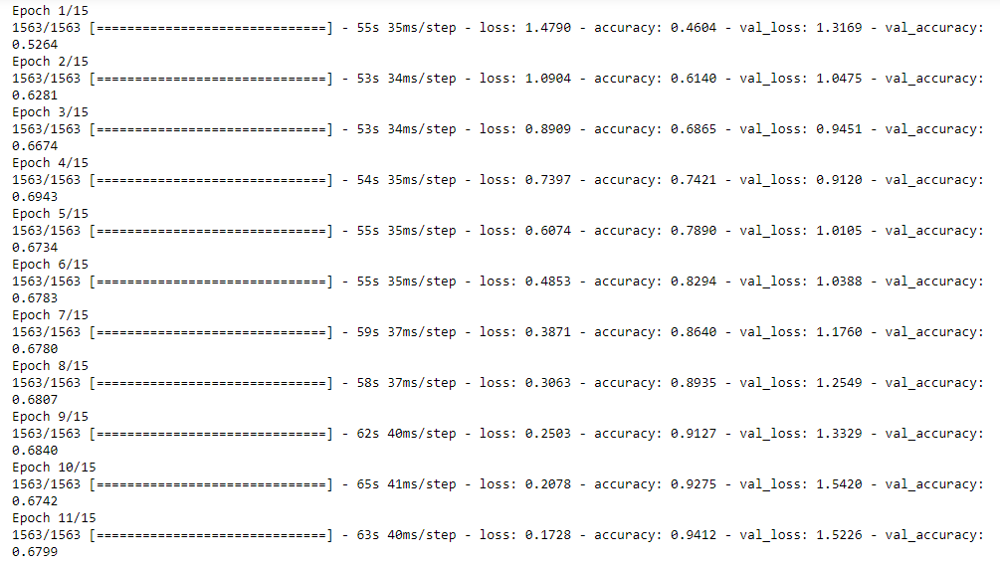 Epoch 1/15
1563/1563 [==============================] - 55s 35ms/step - loss: 1.4790 - accuracy: 0.4604 - val_loss: 1.3169 - val_accuracy:
0.5264
Epoch 2/15
1563/1563 [==============================] - 53s 34ms/step - loss: 1.0904 - accuracy: 0.6140 - val_loss: 1.0475 - val_accuracy:
0.6281
Epoch 3/15
1563/1563 [==============================] - 53s 34ms/step - loss: 0.8909 - accuracy: 0.6865 - val_loss: 0.9451 - val_accuracy:
0.6674
Epoch 4/15
1563/1563 [==============================] - 54s 35ms/step - loss: 0.7397 - accuracy: 0.7421 - val_loss: 0.9120 - val_accuracy:
0.6943
Epoch 5/15
1563/1563 [==============================] - 55s 35ms/step - loss: 0.6074 - accuracy: 0.7890 - val_loss: 1.0105 - val_accuracy:
0.6734
Epoch 6/15
1563/1563 [==============================] - 55s 35ms/step - loss: 0.4853 - accuracy: 0.8294 - val_loss: 1.0388 - val_accuracy:
0.6783
Epoch 7/15
1563/1563 [==============================] - 59s 37ms/step - loss: 0.3871 - accuracy: 0.8640 - val_loss: 1.1760 - val_accuracy:
0.6780
Epoch 8/15
1563/1563 [==============================] - 58s 37ms/step - loss: 0.3063 - accuracy: 0.8935 - val_loss: 1.2549 - val_accuracy:
0.6807
Epoch 9/15
1563/1563 [==============================] - 62s 40ms/step - loss: 0.2503 - accuracy: 0.9127 - val_loss: 1.3329 - val_accuracy:
0.6840
Epoch 10/15
1563/1563 [==============================] - 65s 41ms/step - loss: 0.2078 - accuracy: 0.9275 - val_loss: 1.5420 - val_accuracy:
0.6742
Epoch 11/15
1563/1563 [==============================] - 63s 40ms/step - loss: 0.1728 - accuracy: 0.9412 - val_loss: 1.5226 - val_accuracy:
0.6799